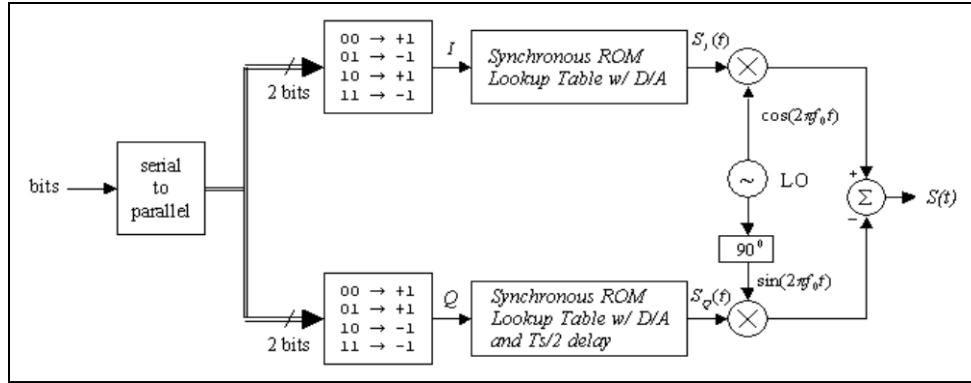 bits
serial
to
parallel
2 bits
00 → +1
01 → -1
10 → +1
11 → -1
I
Synchronous ROM
Lookup Table w/ D/A
S_I(t)
cos(2πf₀t)
~
LO
90⁰
sin(2πf₀t)
+
Σ
−
S(t)
2 bits
00 → +1
01 → +1
10 → -1
11 → -1
Q
Synchronous ROM
Lookup Table w/ D/A
and Ts/2 delay
S_Q(t)